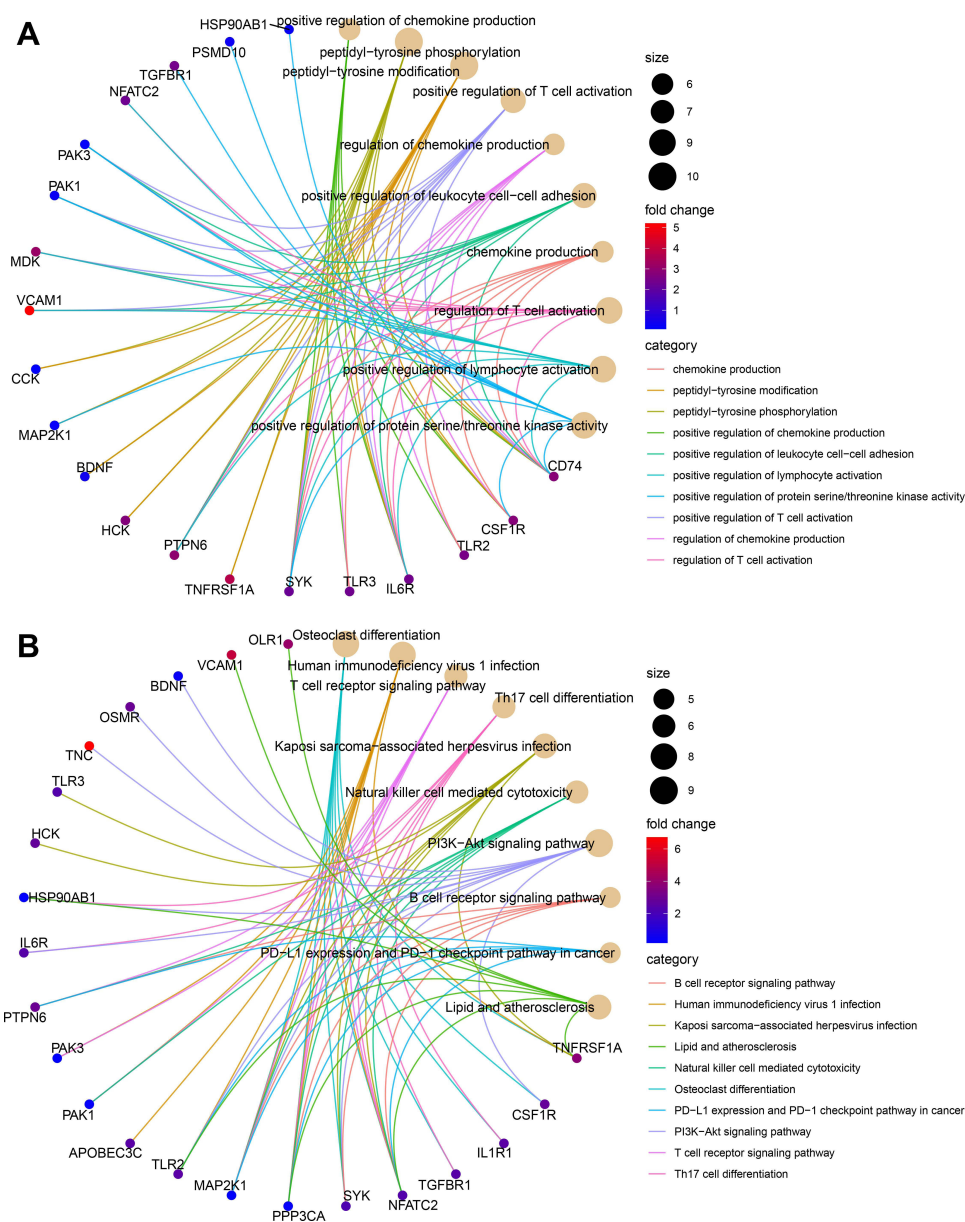 A
HSP90AB1
positive regulation of chemokine production
PSMD10
peptidyl−tyrosine phosphorylation
TGFBR1
peptidyl−tyrosine modification
NFATC2
positive regulation of T cell activation
PAK3
regulation of chemokine production
PAK1
positive regulation of leukocyte cell−cell adhesion
MDK
chemokine production
VCAM1
regulation of T cell activation
CCK
positive regulation of lymphocyte activation
MAP2K1
positive regulation of protein serine/threonine kinase activity
BDNF
CD74
HCK
CSF1R
PTPN6
TLR2
TNFRSF1A
SYK
TLR3
IL6R
size
6
7
9
10
fold change
5
4
3
2
1
category
chemokine production
peptidyl−tyrosine modification
peptidyl−tyrosine phosphorylation
positive regulation of chemokine production
positive regulation of leukocyte cell−cell adhesion
positive regulation of lymphocyte activation
positive regulation of protein serine/threonine kinase activity
positive regulation of T cell activation
regulation of chemokine production
regulation of T cell activation
B
OLR1
Osteoclast differentiation
VCAM1
Human immunodeficiency virus 1 infection
BDNF
T cell receptor signaling pathway
OSMR
Th17 cell differentiation
TNC
Kaposi sarcoma−associated herpesvirus infection
TLR3
Natural killer cell mediated cytotoxicity
HCK
PI3K−Akt signaling pathway
HSP90AB1
B cell receptor signaling pathway
IL6R
PD−L1 expression and PD−1 checkpoint pathway in cancer
PTPN6
Lipid and atherosclerosis
PAK3
TNFRSF1A
PAK1
CSF1R
APOBEC3C
IL1R1
TLR2
TGFBR1
MAP2K1
NFATC2
PPP3CA
SYK
size
5
6
8
9
fold change
6
4
2
category
B cell receptor signaling pathway
Human immunodeficiency virus 1 infection
Kaposi sarcoma−associated herpesvirus infection
Lipid and atherosclerosis
Natural killer cell mediated cytotoxicity
Osteoclast differentiation
PD−L1 expression and PD−1 checkpoint pathway in cancer
PI3K−Akt signaling pathway
T cell receptor signaling pathway
Th17 cell differentiation